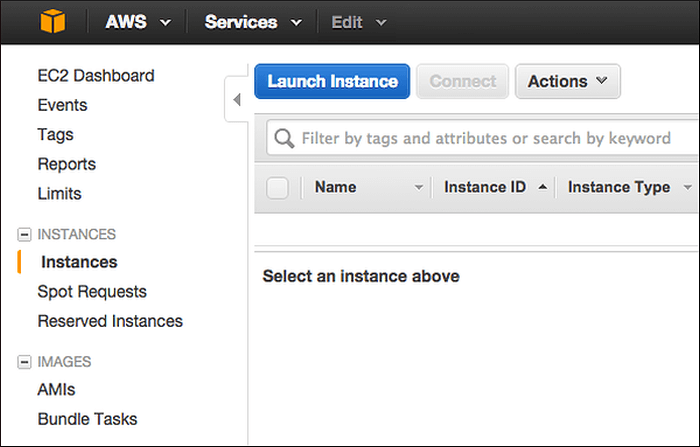 AWS Services Edit
EC2 Dashboard
Events
Tags
Reports
Limits
INSTANCES
Instances
Spot Requests
Reserved Instances
IMAGES
AMIs
Bundle Tasks
Launch Instance Connect Actions
Filter by tags and attributes or search by keyword
Name Instance ID Instance Type
Select an instance above